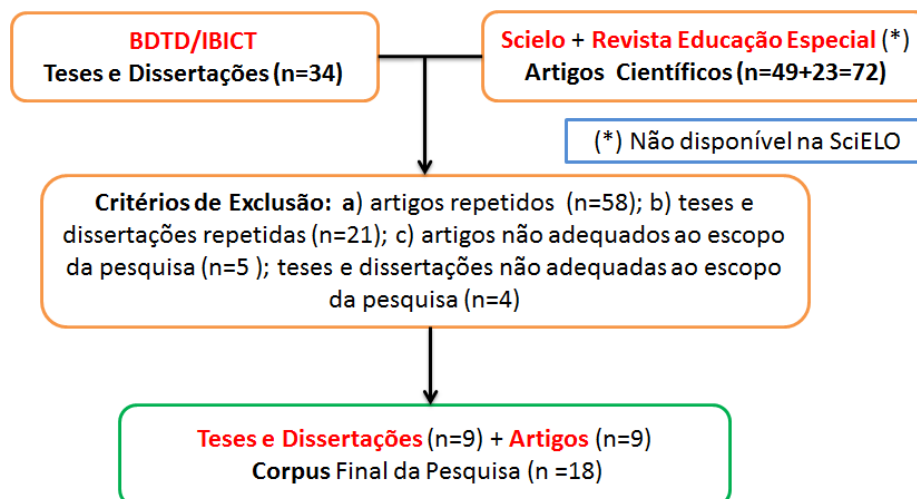 BDTD/IBICT
Teses e Dissertações (n=34)
Scielo + Revista Educação Especial (*)
Artigos Científicos (n=49+23=72)
(*) Não disponível na SciELO
Critérios de Exclusão: a) artigos repetidos (n=58); b) teses e
dissertações repetidas (n=21); c) artigos não adequados ao escopo
da pesquisa (n=5 ); teses e dissertações não adequadas ao escopo
da pesquisa (n=4)
Teses e Dissertações (n=9) + Artigos (n=9)
Corpus Final da Pesquisa (n =18)